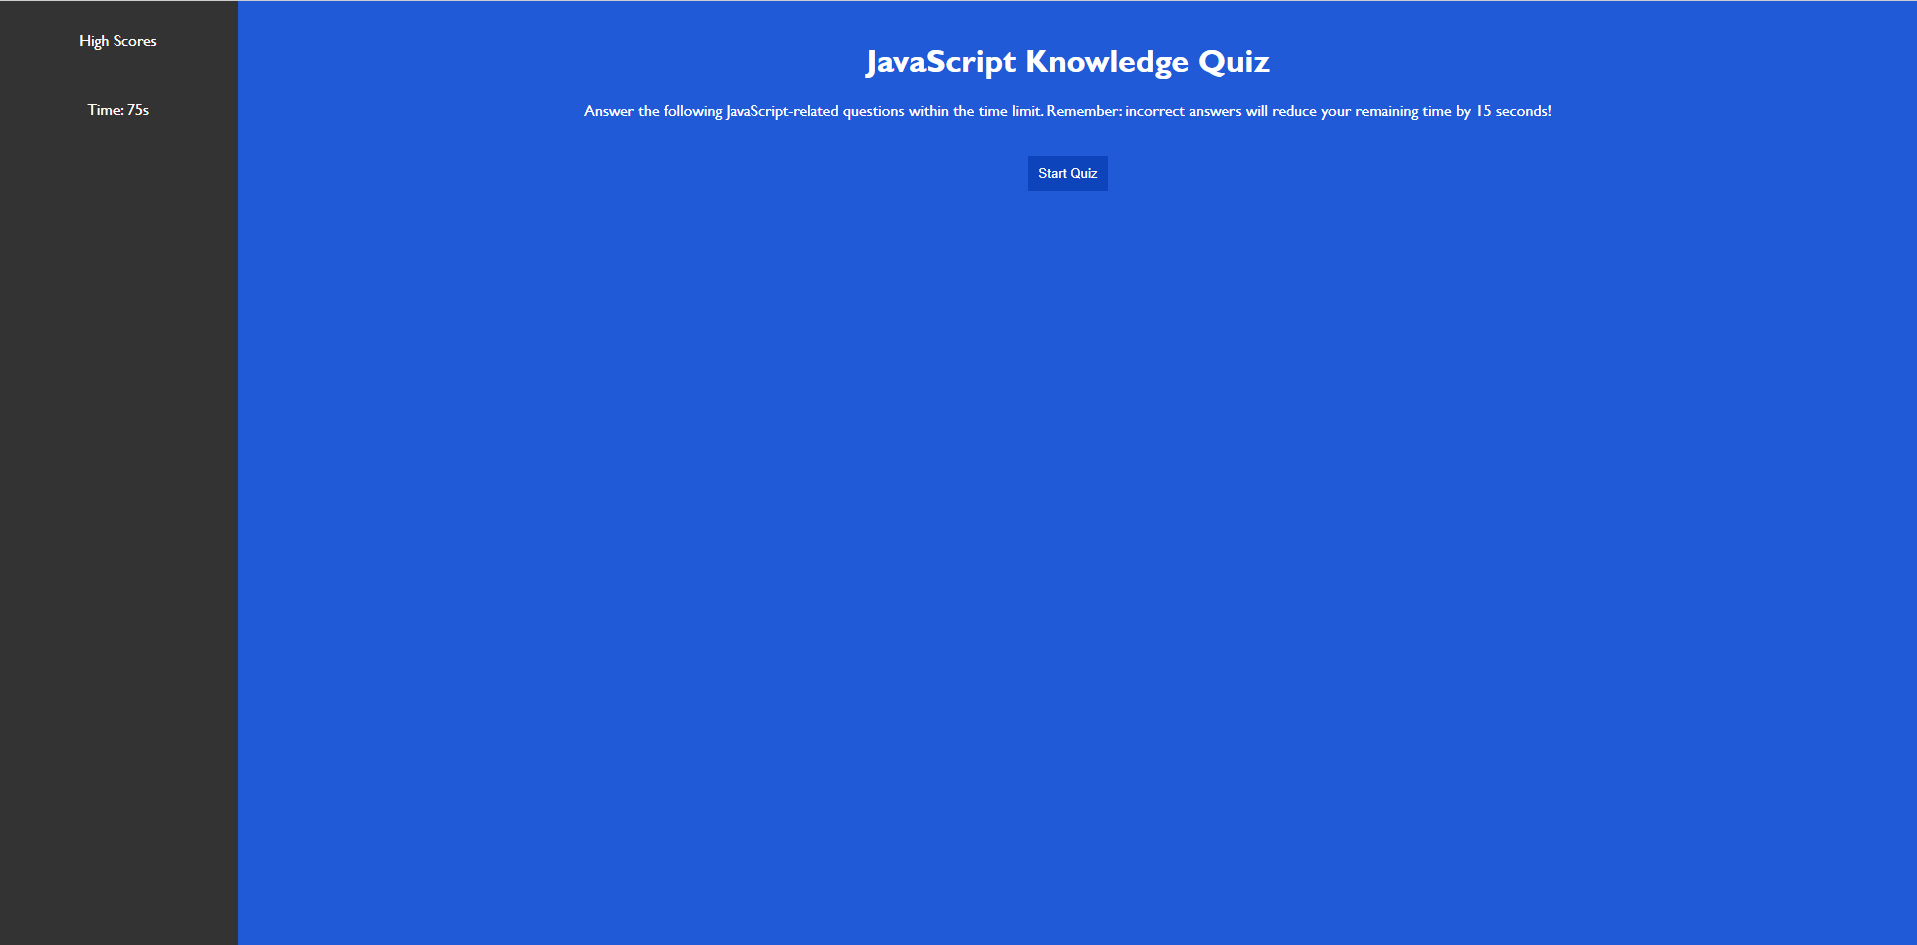 High Scores
Time: 75s
JavaScript Knowledge Quiz
Answer the following JavaScript-related questions within the time limit. Remember: incorrect answers will reduce your remaining time by 15 seconds!
Start Quiz